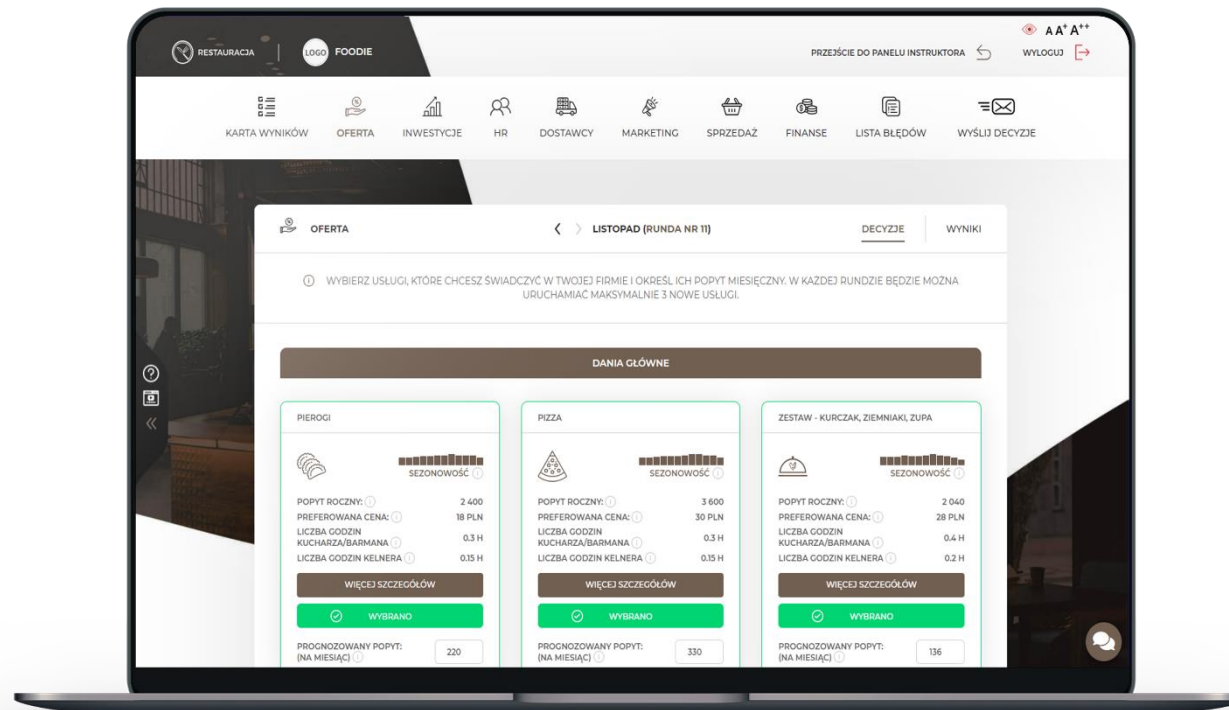 A A+ A++
RESTAURACJA
LOGO FOODIE
PRZEJŚCIE DO PANELU INSTRUKTORA
WYLOGUJ
KARTA WYNIKÓW OFERTA INWESTYCJE HR DOSTAWCY MARKETING SPRZEDAŻ FINANSE LISTA BŁĘDÓW WYŚLIJ DECYZJE
OFERTA
LISTOPAD (RUNDA NR 11)
DECYZJE WYNIKI
WYBIERZ USŁUGI, KTÓRE CHCESZ ŚWIADCZYĆ W TWOJEJ FIRMIE I OKREŚL ICH POPYT MIESIĘCZNY. W KAŻDEJ RUNDZIE BĘDZIE MOŻNA
URUCHAMIAĆ MAKSYMALNIE 3 NOWE USŁUGI.
DANIA GŁÓWNE
PIEROGI
SEZONOWOŚĆ
POPYT ROCZNY: 2 400
PREFEROWANA CENA: 18 PLN
LICZBA GODZIN
KUCHARZA/BARMANA 0.3 H
LICZBA GODZIN KELNERA 0.15 H
WIĘCEJ SZCZEGÓŁÓW
WYBRANO
PROGNOZOWANY POPYT:
(NA MIESIĄC) 220
PIZZA
SEZONOWOŚĆ
POPYT ROCZNY: 3 600
PREFEROWANA CENA: 30 PLN
LICZBA GODZIN
KUCHARZA/BARMANA 0.3 H
LICZBA GODZIN KELNERA 0.15 H
WIĘCEJ SZCZEGÓŁÓW
WYBRANO
PROGNOZOWANY POPYT:
(NA MIESIĄC) 330
ZESTAW - KURCZAK, ZIEMNIAKI, ZUPA
SEZONOWOŚĆ
POPYT ROCZNY: 2 040
PREFEROWANA CENA: 28 PLN
LICZBA GODZIN
KUCHARZA/BARMANA 0.4 H
LICZBA GODZIN KELNERA 0.2 H
WIĘCEJ SZCZEGÓŁÓW
WYBRANO
PROGNOZOWANY POPYT:
(NA MIESIĄC) 136